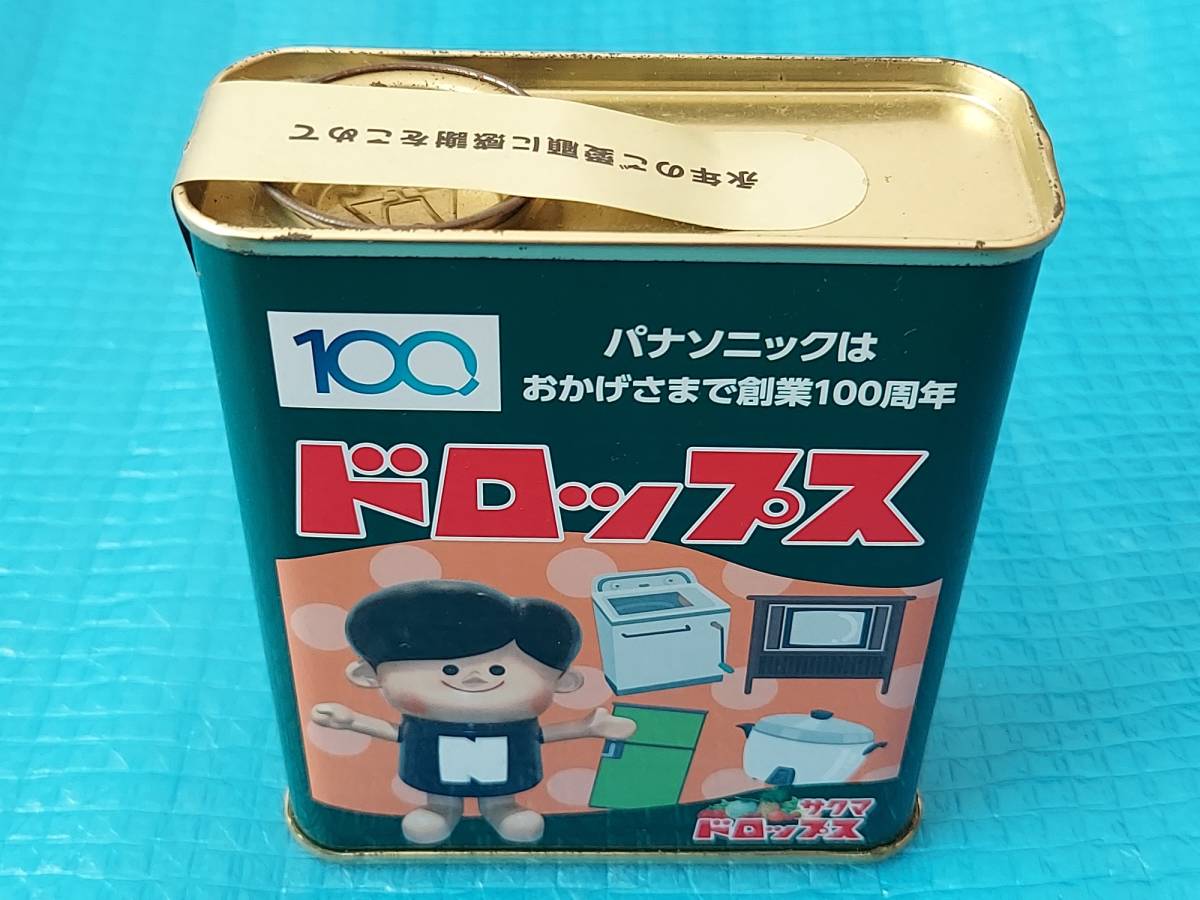 永年のご愛顧に感謝をこめて
100
パナソニックは
おかげさまで創業100周年
ドロップス
N
サクマ
ドロップス